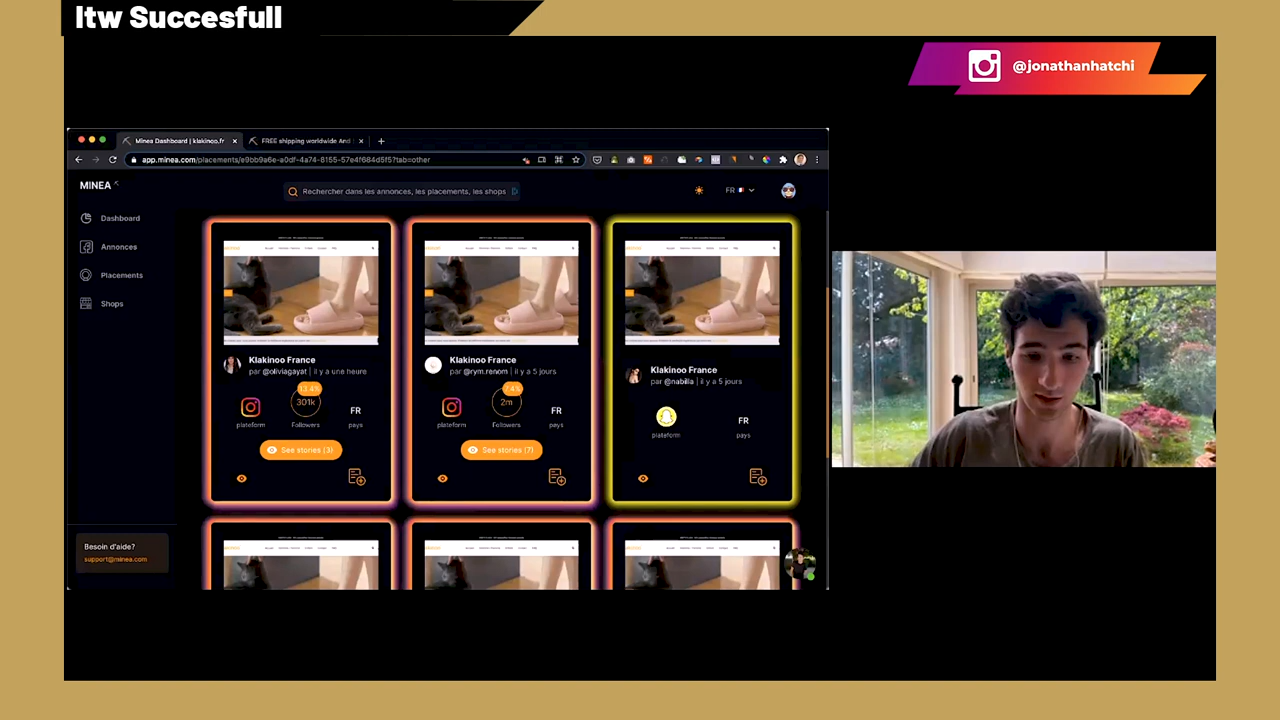 Itw Succesfull
@jonathanhatchi
Minea Dashboard | klakinoo.fr
FREE shipping worldwide And
app.minea.com/placements/e9bb9a6e-a0df-4a74-8155-57e4f684d5f5?tab=other
MINEA
Rechercher dans les annonces, les placements, les shops
FR
Dashboard
Annonces
Placements
Shops
Klakinoo France
par @oliviagayat | il y a une heure
13.4%
301k
plateform
Followers
FR
pays
See stories (3)
Klakinoo France
par @rym.renom | il y a 5 jours
7.4%
2m
plateform
Followers
FR
pays
See stories (7)
Klakinoo France
par @nabilla | il y a 5 jours
plateform
FR
pays
Besoin d'aide?
support@minea.com